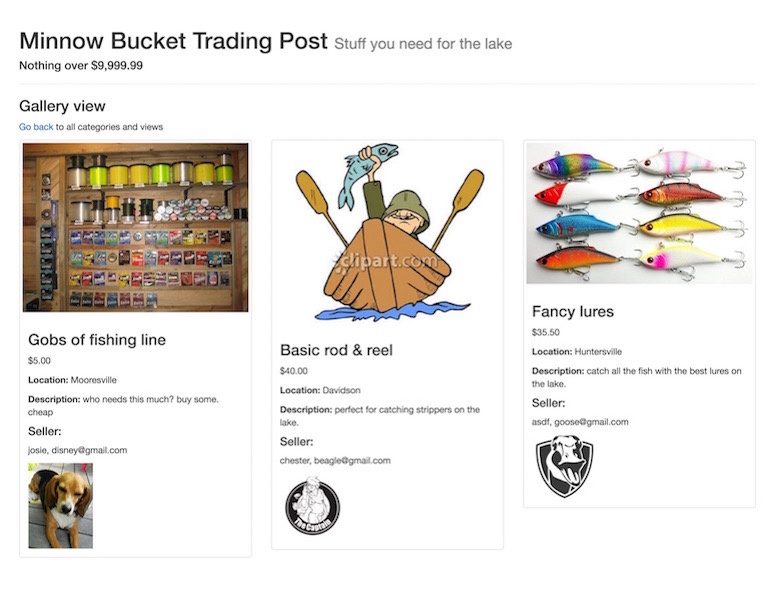 Minnow Bucket Trading Post Stuff you need for the lake
Nothing over $9,999.99
Gallery view
Go back to all categories and views
Gobs of fishing line
$5.00
Location: Mooresville
Description: who needs this much? buy some.
cheap
Seller:
josie, disney@gmail.com
clipart.com
Basic rod & reel
$40.00
Location: Davidson
Description: perfect for catching strippers on the
lake.
Seller:
chester, beagle@gmail.com
The Captain
Fancy lures
$35.50
Location: Huntersville
Description: catch all the fish with the best lures on
the lake.
Seller:
asdf, goose@gmail.com